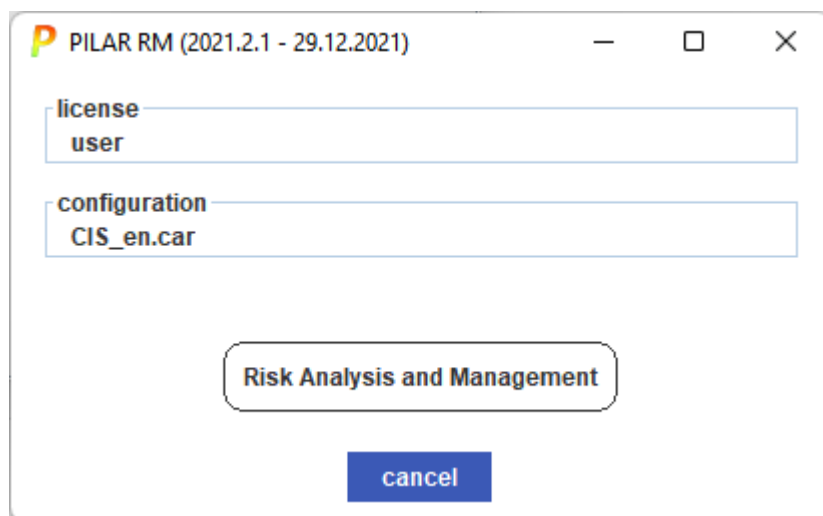 PILAR RM (2021.2.1 - 29.12.2021)
license
user
configuration
CIS_en.car
Risk Analysis and Management
cancel